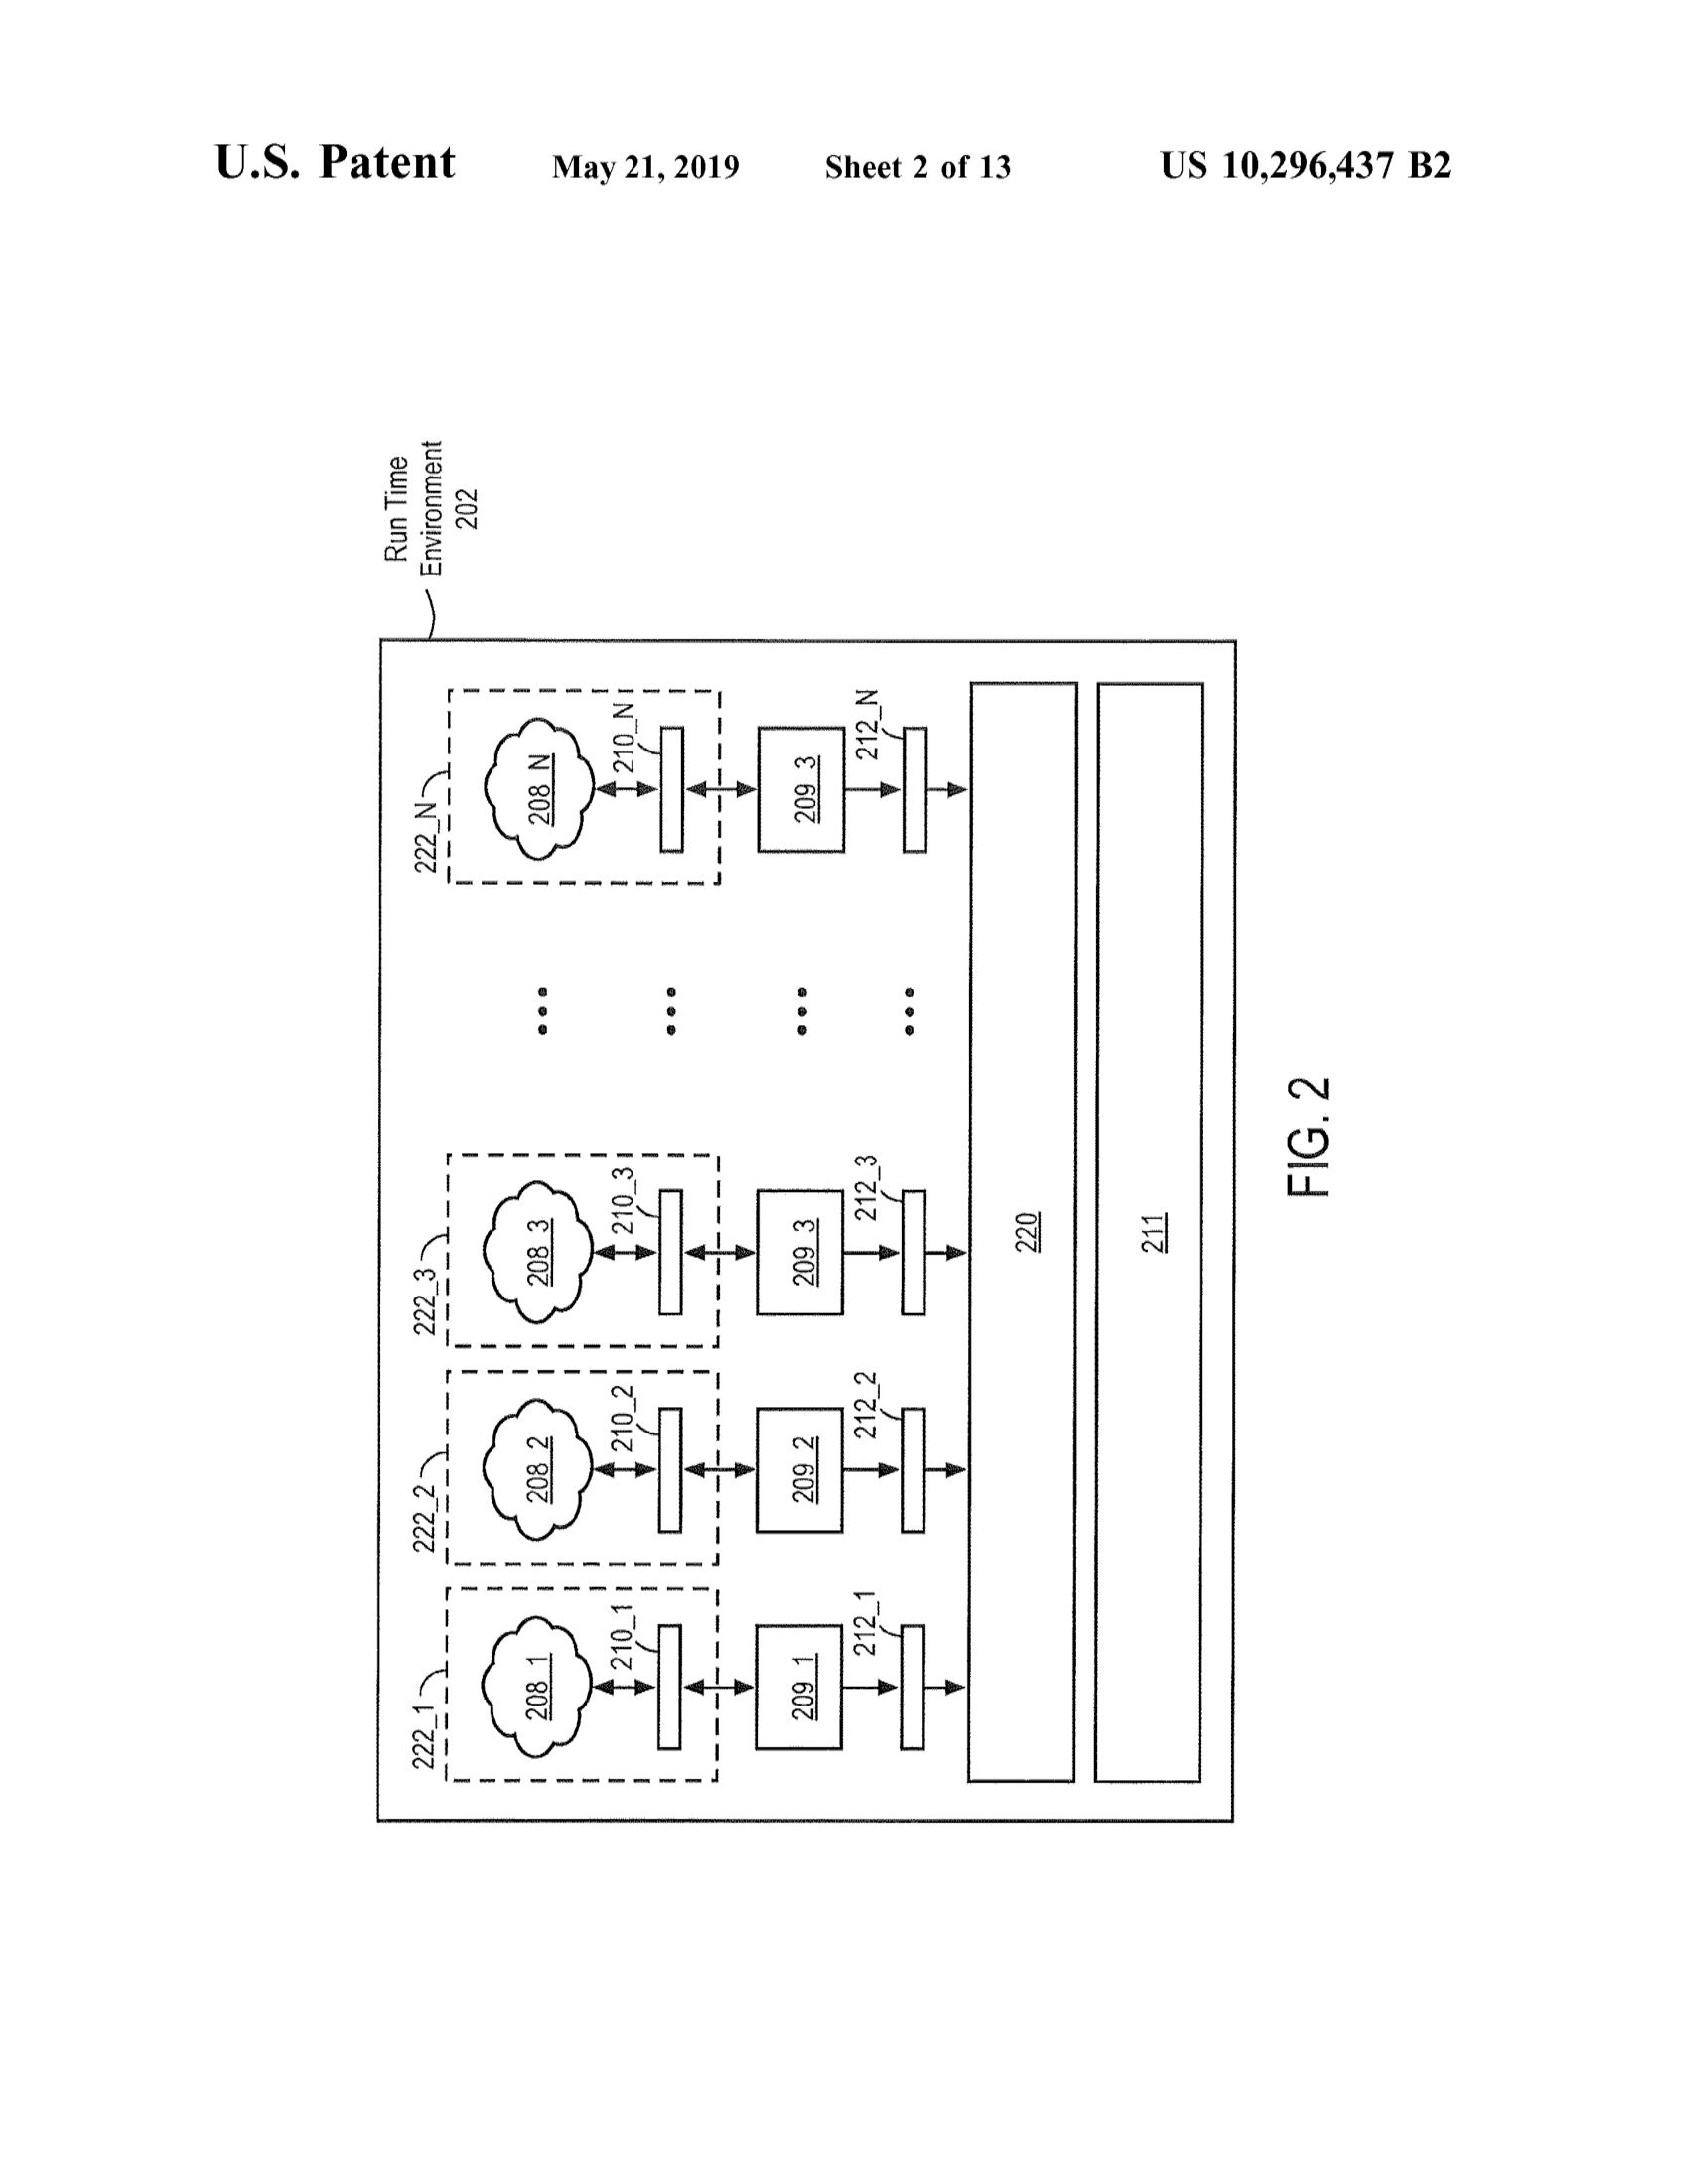 U.S. Patent May 21, 2019 Sheet 2 of 13 US 10,296,437 B2
Run Time
Environment
202
222_1 222_2 222_3 222_N
208_1 208_2 208_3 208_N
210_1 210_2 210_3 210_N
209_1 209_2 209_3 209_3
212_1 212_2 212_3 212_N
220
211
FIG. 2